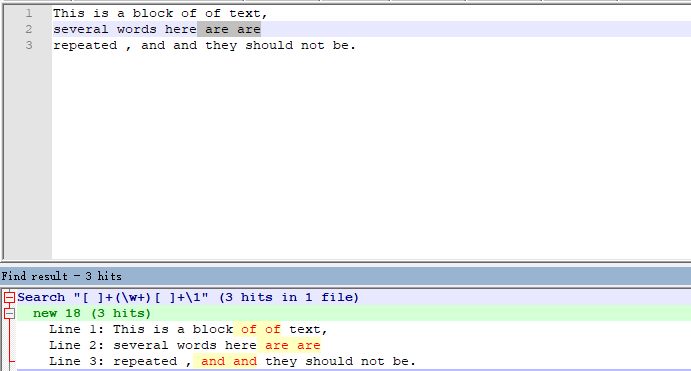 1 This is a block of of text,
2 several words here are are
3 repeated , and and they should not be.
Find result - 3 hits
Search "[ ]+(\w+)[ ]+\1" (3 hits in 1 file)
new 18 (3 hits)
Line 1: This is a block of of text,
Line 2: several words here are are
Line 3: repeated , and and they should not be.